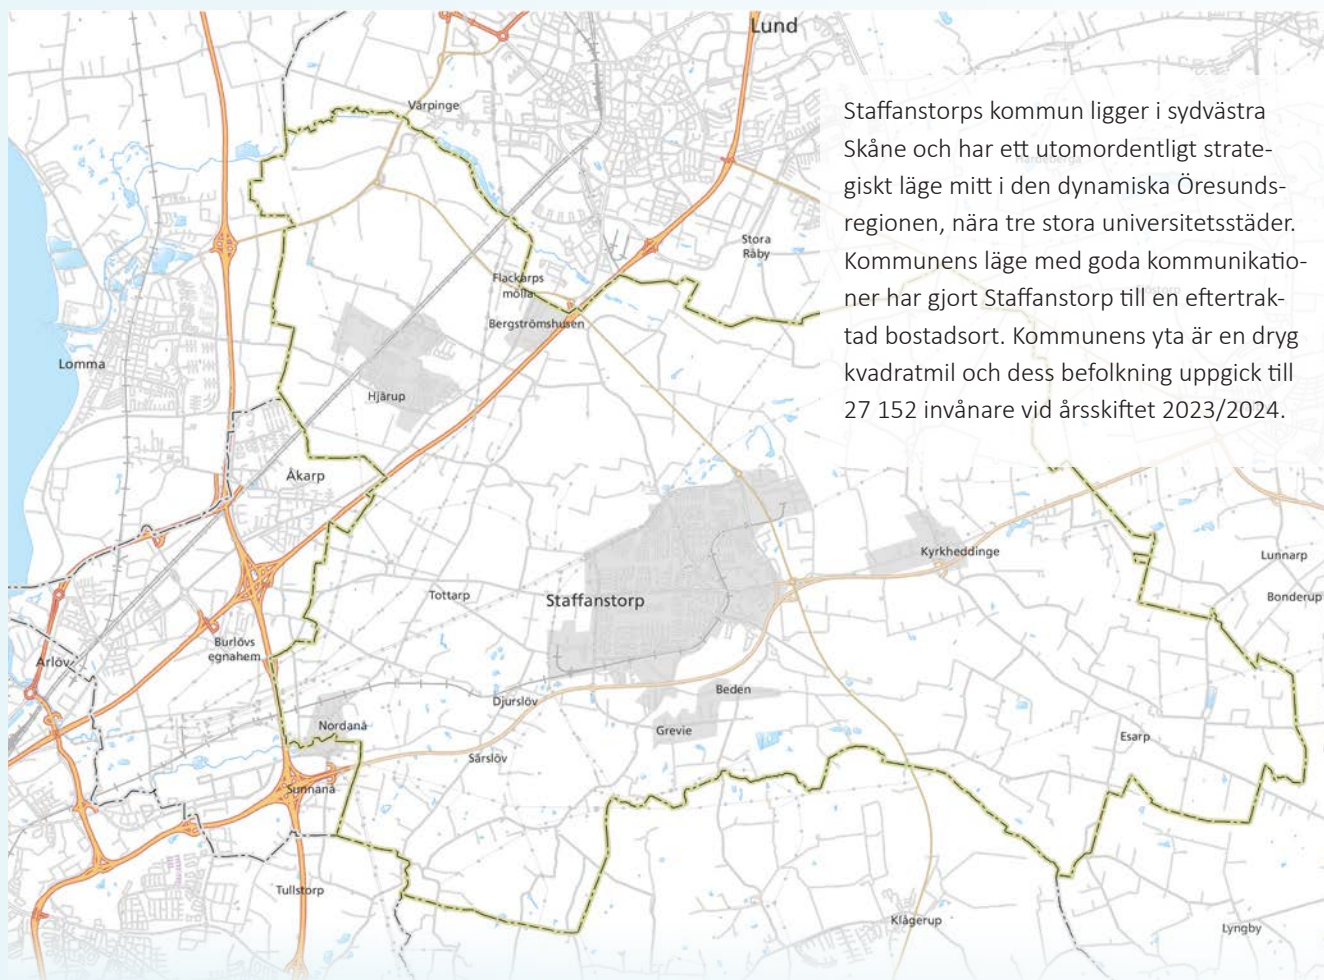 Lund
Värpinge
Staffanstorps kommun ligger i sydvästra
Skåne och har ett utomordentligt strate-
giskt läge mitt i den dynamiska Öresunds-
regionen, nära tre stora universitetsstäder.
Kommunens läge med goda kommunikatio-
ner har gjort Staffanstorp till en eftertrak-
tad bostadsort. Kommunens yta är en dryg
kvadratmil och dess befolkning uppgick till
27 152 invånare vid årsskiftet 2023/2024.
Stora
Råby
Flackarps
mölla
Bergströmshusen
Lomma
Hjärup
Åkarp
Kyrkheddinge
Lunnarp
Tottarp
Staffanstorp
Bonderup
Burlövs
egnahem
Arlöv
Beden
Djurslöv
Nordanå
Grevie
Esarp
Särslöv
Sunnanå
Tullstorp
Klågerup
Lyngby